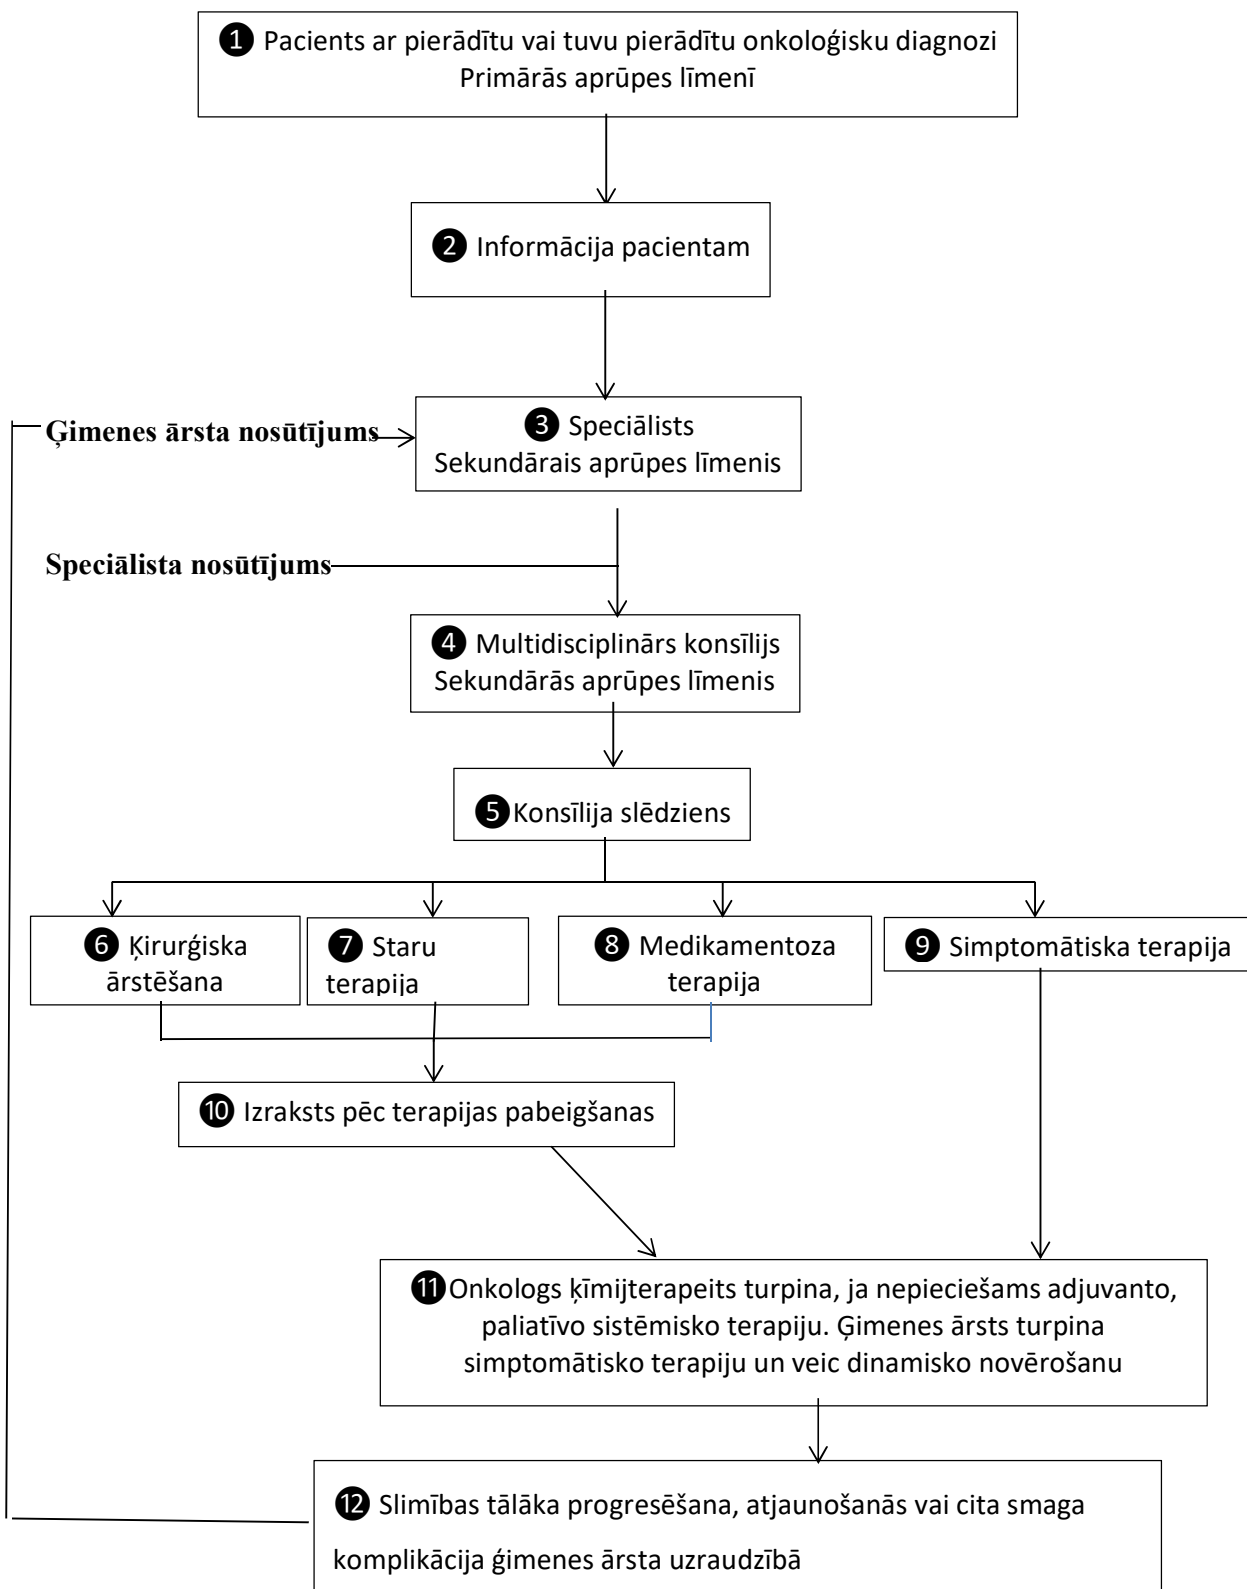 ❶ Pacients ar pierādītu vai tuvu pierādītu onkoloģisku diagnozi
Primārās aprūpes līmenī
❷ Informācija pacientam
Ģimenes ārsta nosūtījums
❸ Speciālists
Sekundārais aprūpes līmenis
Speciālista nosūtījums
❹ Multidisciplinārs konsīlijs
Sekundārās aprūpes līmenis
❺Konsīlija slēdziens
❻ Ķirurģiska
ārstēšana
❼ Staru
terapija
❽ Medikamentoza
terapija
❾ Simptomātiska terapija
❿ Izraksts pēc terapijas pabeigšanas
⓫Onkologs ķīmijterapeits turpina, ja nepieciešams adjuvanto,
paliatīvo sistēmisko terapiju. Ģimenes ārsts turpina
simptomātisko terapiju un veic dinamisko novērošanu
⓬ Slimības tālāka progresēšana, atjaunošanās vai cita smaga
komplikācija ģimenes ārsta uzraudzībā